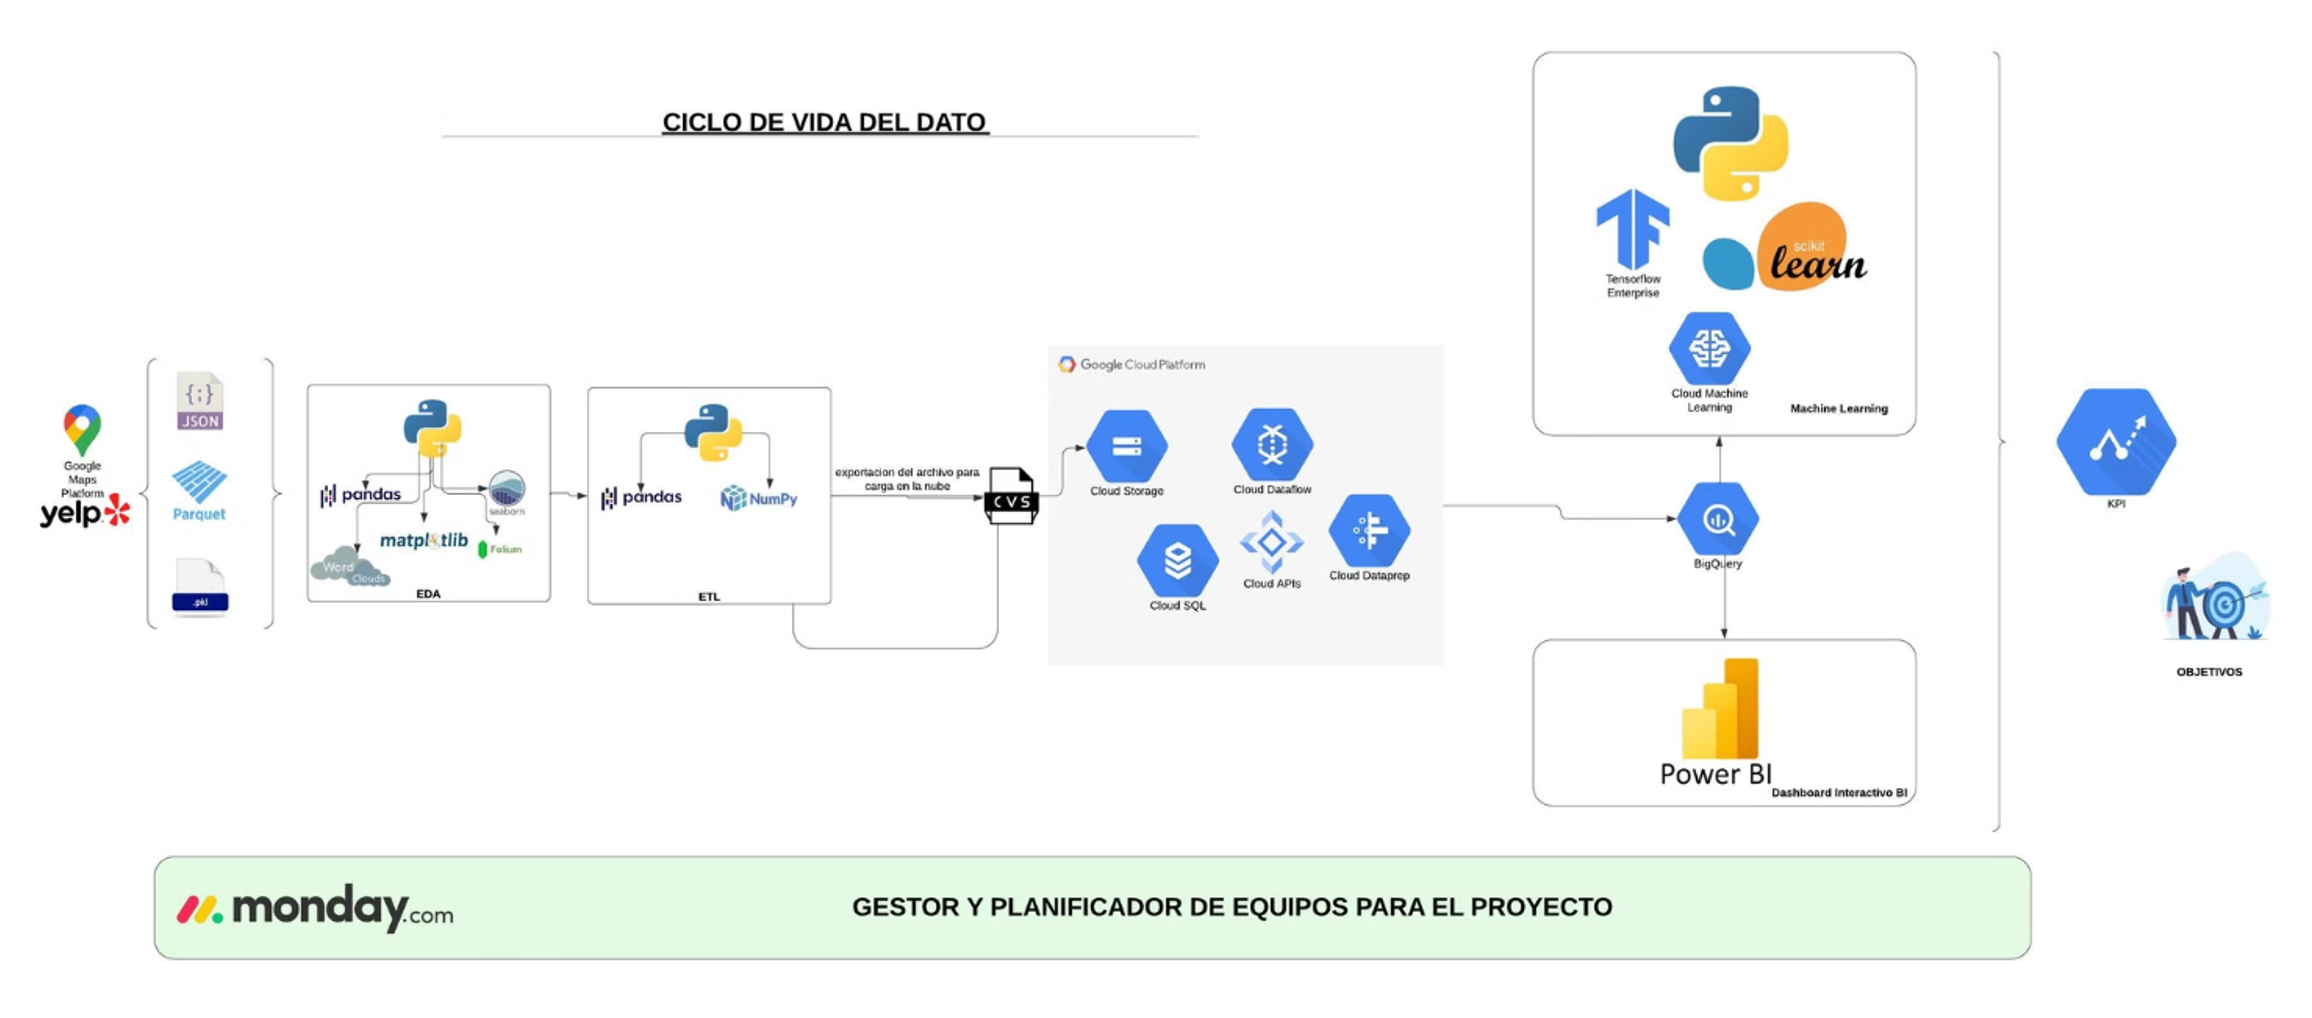 CICLO DE VIDA DEL DATO
Google
Maps
Platform
yelp
{;}
JSON
Parquet
.pkl
pandas
seaborn
matplotlib
Folium
Word
Clouds
EDA
pandas
NumPy
ETL
exportacion del archivo para
carga en la nube
CVS
Google Cloud Platform
Cloud Storage
Cloud Dataflow
Cloud SQL
Cloud APIs
Cloud Dataprep
Tensorflow
Enterprise
scikit
learn
Cloud Machine
Learning
Machine Learning
BigQuery
Power BI
Dashboard Interactivo BI
KPI
OBJETIVOS
monday.com
GESTOR Y PLANIFICADOR DE EQUIPOS PARA EL PROYECTO